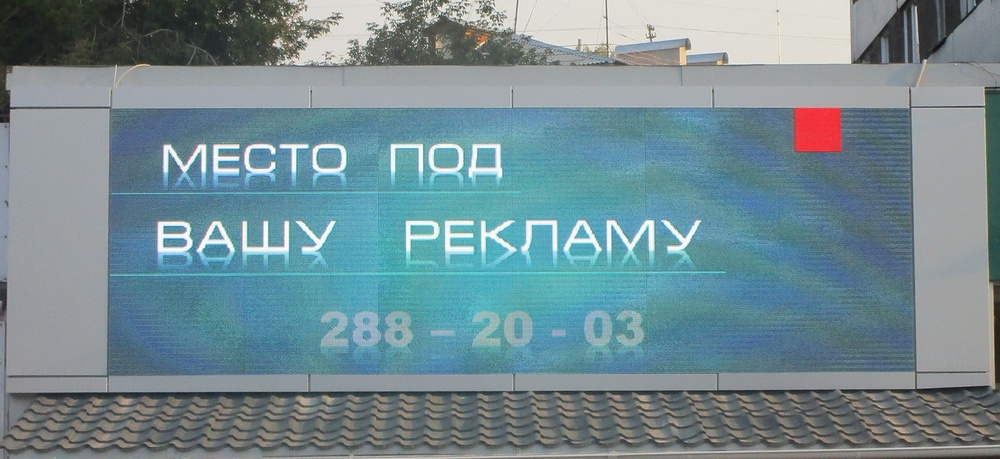 МЕСТО ПОД
ВАШУ РЕКЛАМУ
288 – 20 - 03